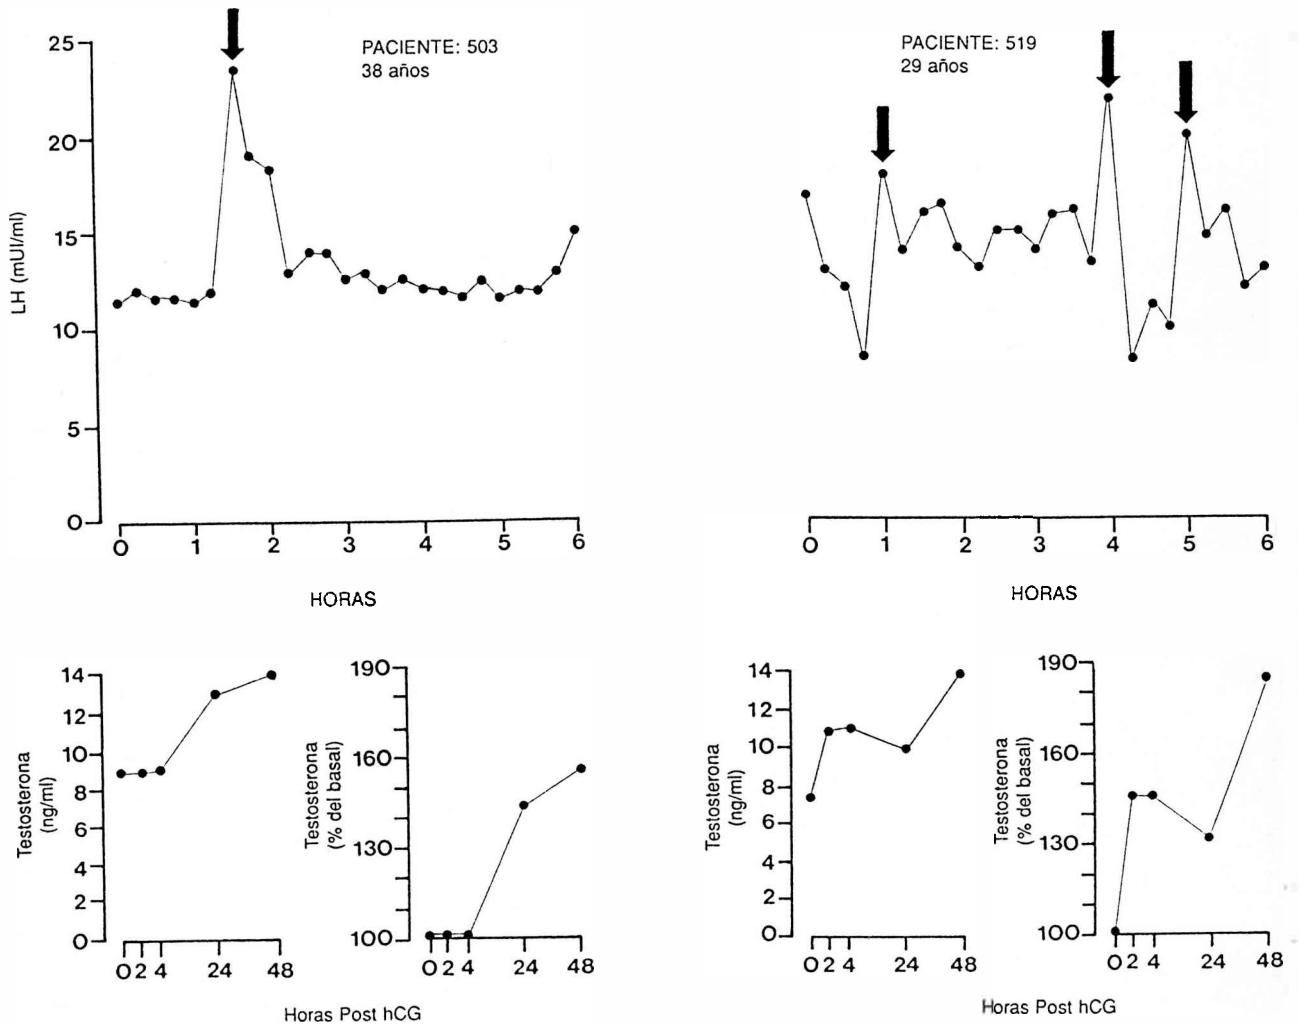 PACIENTE: 503
38 años
25
20
15
10
5
0
LH (mUI/ml)
0 1 2 3 4 5 6
HORAS
PACIENTE: 519
29 años
0 1 2 3 4 5 6
HORAS
14
12
10
8
6
4
2
0
Testosterona
(ng/ml)
0 2 4 24 48
190
160
130
100
Testosterona
(% del basal)
0 2 4 24 48
Horas Post hCG
14
12
10
8
6
4
2
0
Testosterona
(ng/ml)
0 2 4 24 48
190
160
130
100
Testosterona
(% del basal)
0 2 4 24 48
Horas Post hCG